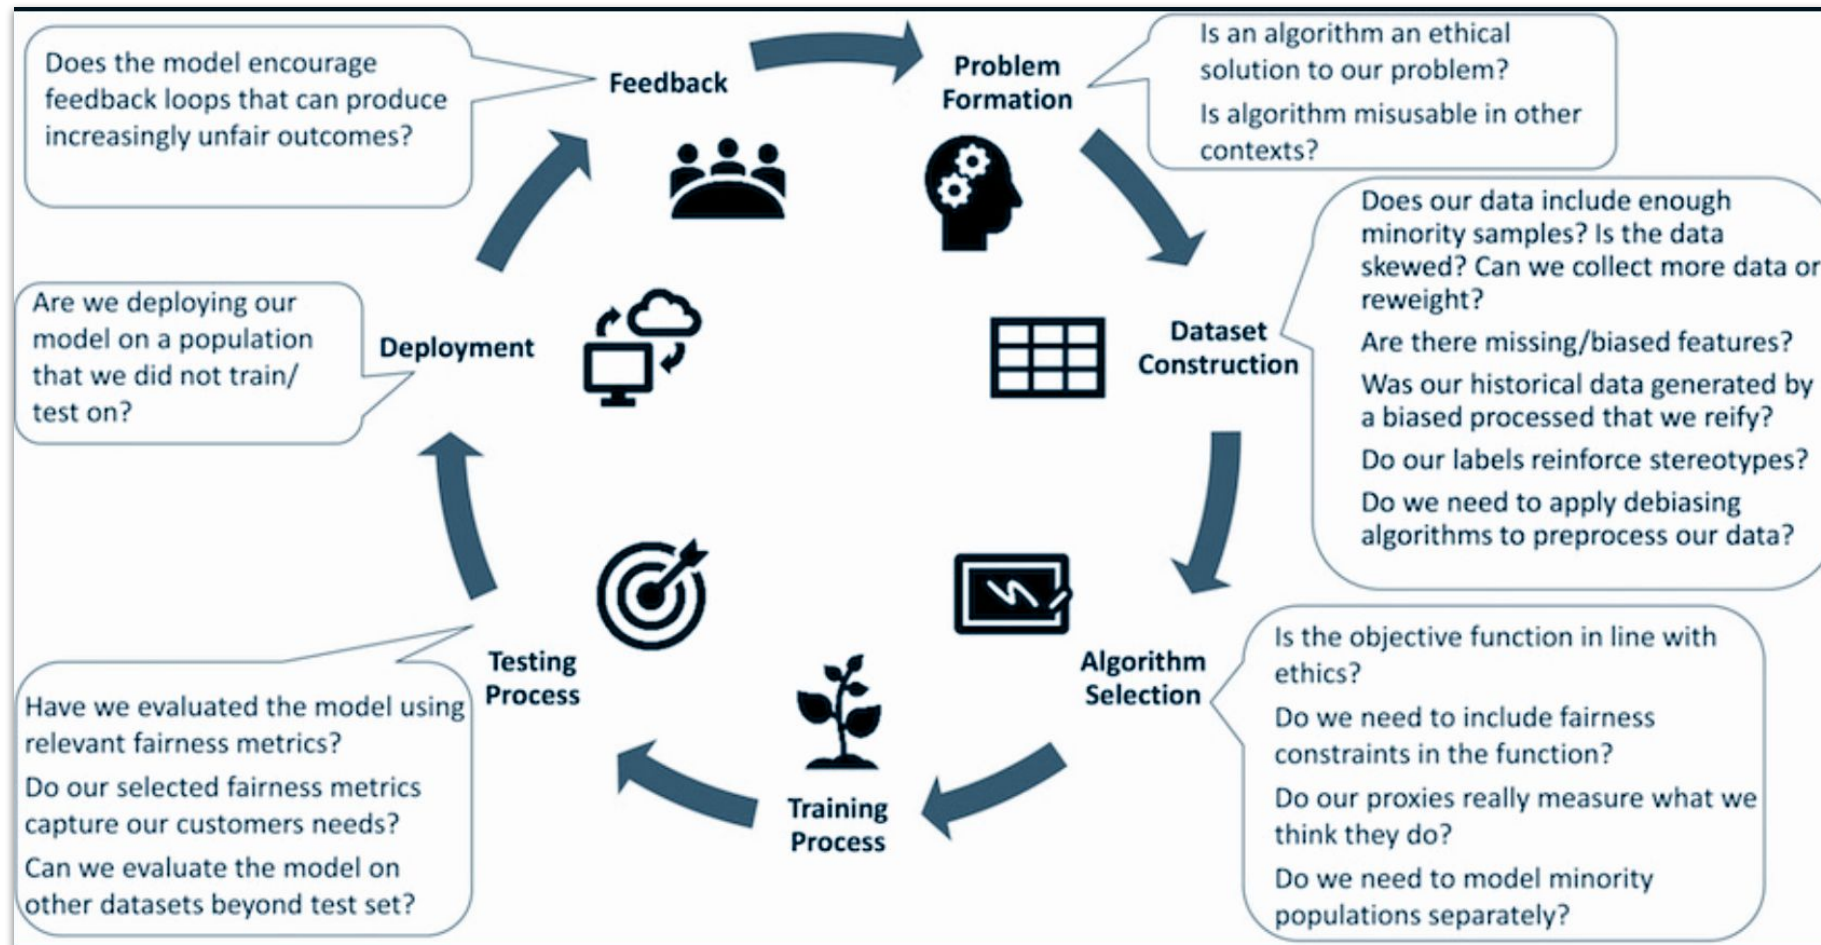 Feedback
Does the model encourage
feedback loops that can produce
increasingly unfair outcomes?
Problem
Formation
Is an algorithm an ethical
solution to our problem?
Is algorithm misusable in other
contexts?
Dataset
Construction
Does our data include enough
minority samples? Is the data
skewed? Can we collect more data or
reweight?
Are there missing/biased features?
Was our historical data generated by
a biased processed that we reify?
Do our labels reinforce stereotypes?
Do we need to apply debiasing
algorithms to preprocess our data?
Algorithm
Selection
Is the objective function in line with
ethics?
Do we need to include fairness
constraints in the function?
Do our proxies really measure what we
think they do?
Do we need to model minority
populations separately?
Training
Process
Testing
Process
Have we evaluated the model using
relevant fairness metrics?
Do our selected fairness metrics
capture our customers needs?
Can we evaluate the model on
other datasets beyond test set?
Deployment
Are we deploying our
model on a population
that we did not train/
test on?